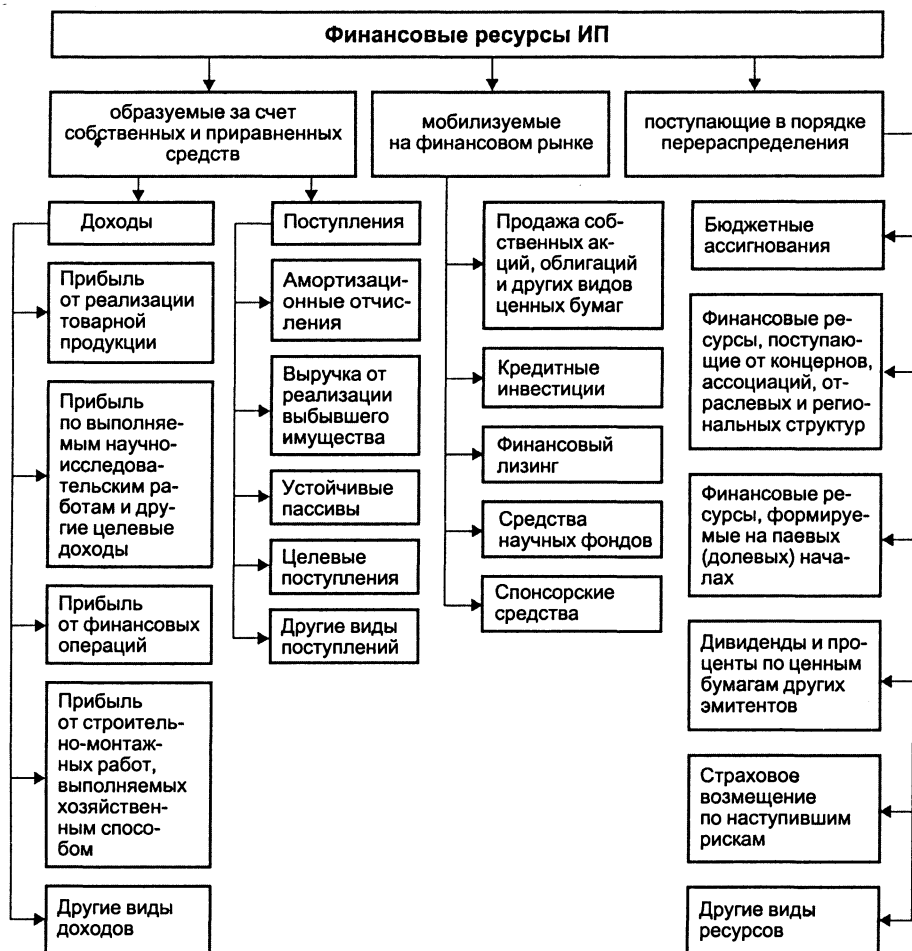 Финансовые ресурсы ИП
образуемые за счет
собственных и приравненных
средств
мобилизуемые
на финансовом рынке
поступающие в порядке
перераспределения
Доходы
Прибыль
от реализации
товарной
продукции
Прибыль
по выполняе-
мым научно-
исследова-
тельским ра-
ботам и дру-
гие целевые
доходы
Прибыль
от финансовых
операций
Прибыль
от строитель-
но-монтаж-
ных работ,
выполняемых
хозяйствен-
ным спосо-
бом
Другие виды
доходов
Поступления
Амортизаци-
онные отчис-
ления
Выручка от
реализации
выбывшего
имущества
Устойчивые
пассивы
Целевые
поступления
Другие виды
поступлений
Продажа соб-
ственных ак-
ций, облигаций
и других видов
ценных бумаг
Кредитные
инвестиции
Финансовый
лизинг
Средства
научных фондов
Спонсорские
средства
Бюджетные
ассигнования
Финансовые ре-
сурсы, поступаю-
щие от концернов,
ассоциаций, от-
раслевых и регио-
нальных структур
Финансовые ре-
сурсы, формируе-
мые на паевых
(долевых) нача-
лах
Дивиденды и про-
центы по ценным
бумагам других
эмитентов
Страховое
возмещение
по наступившим
рискам
Другие виды
ресурсов